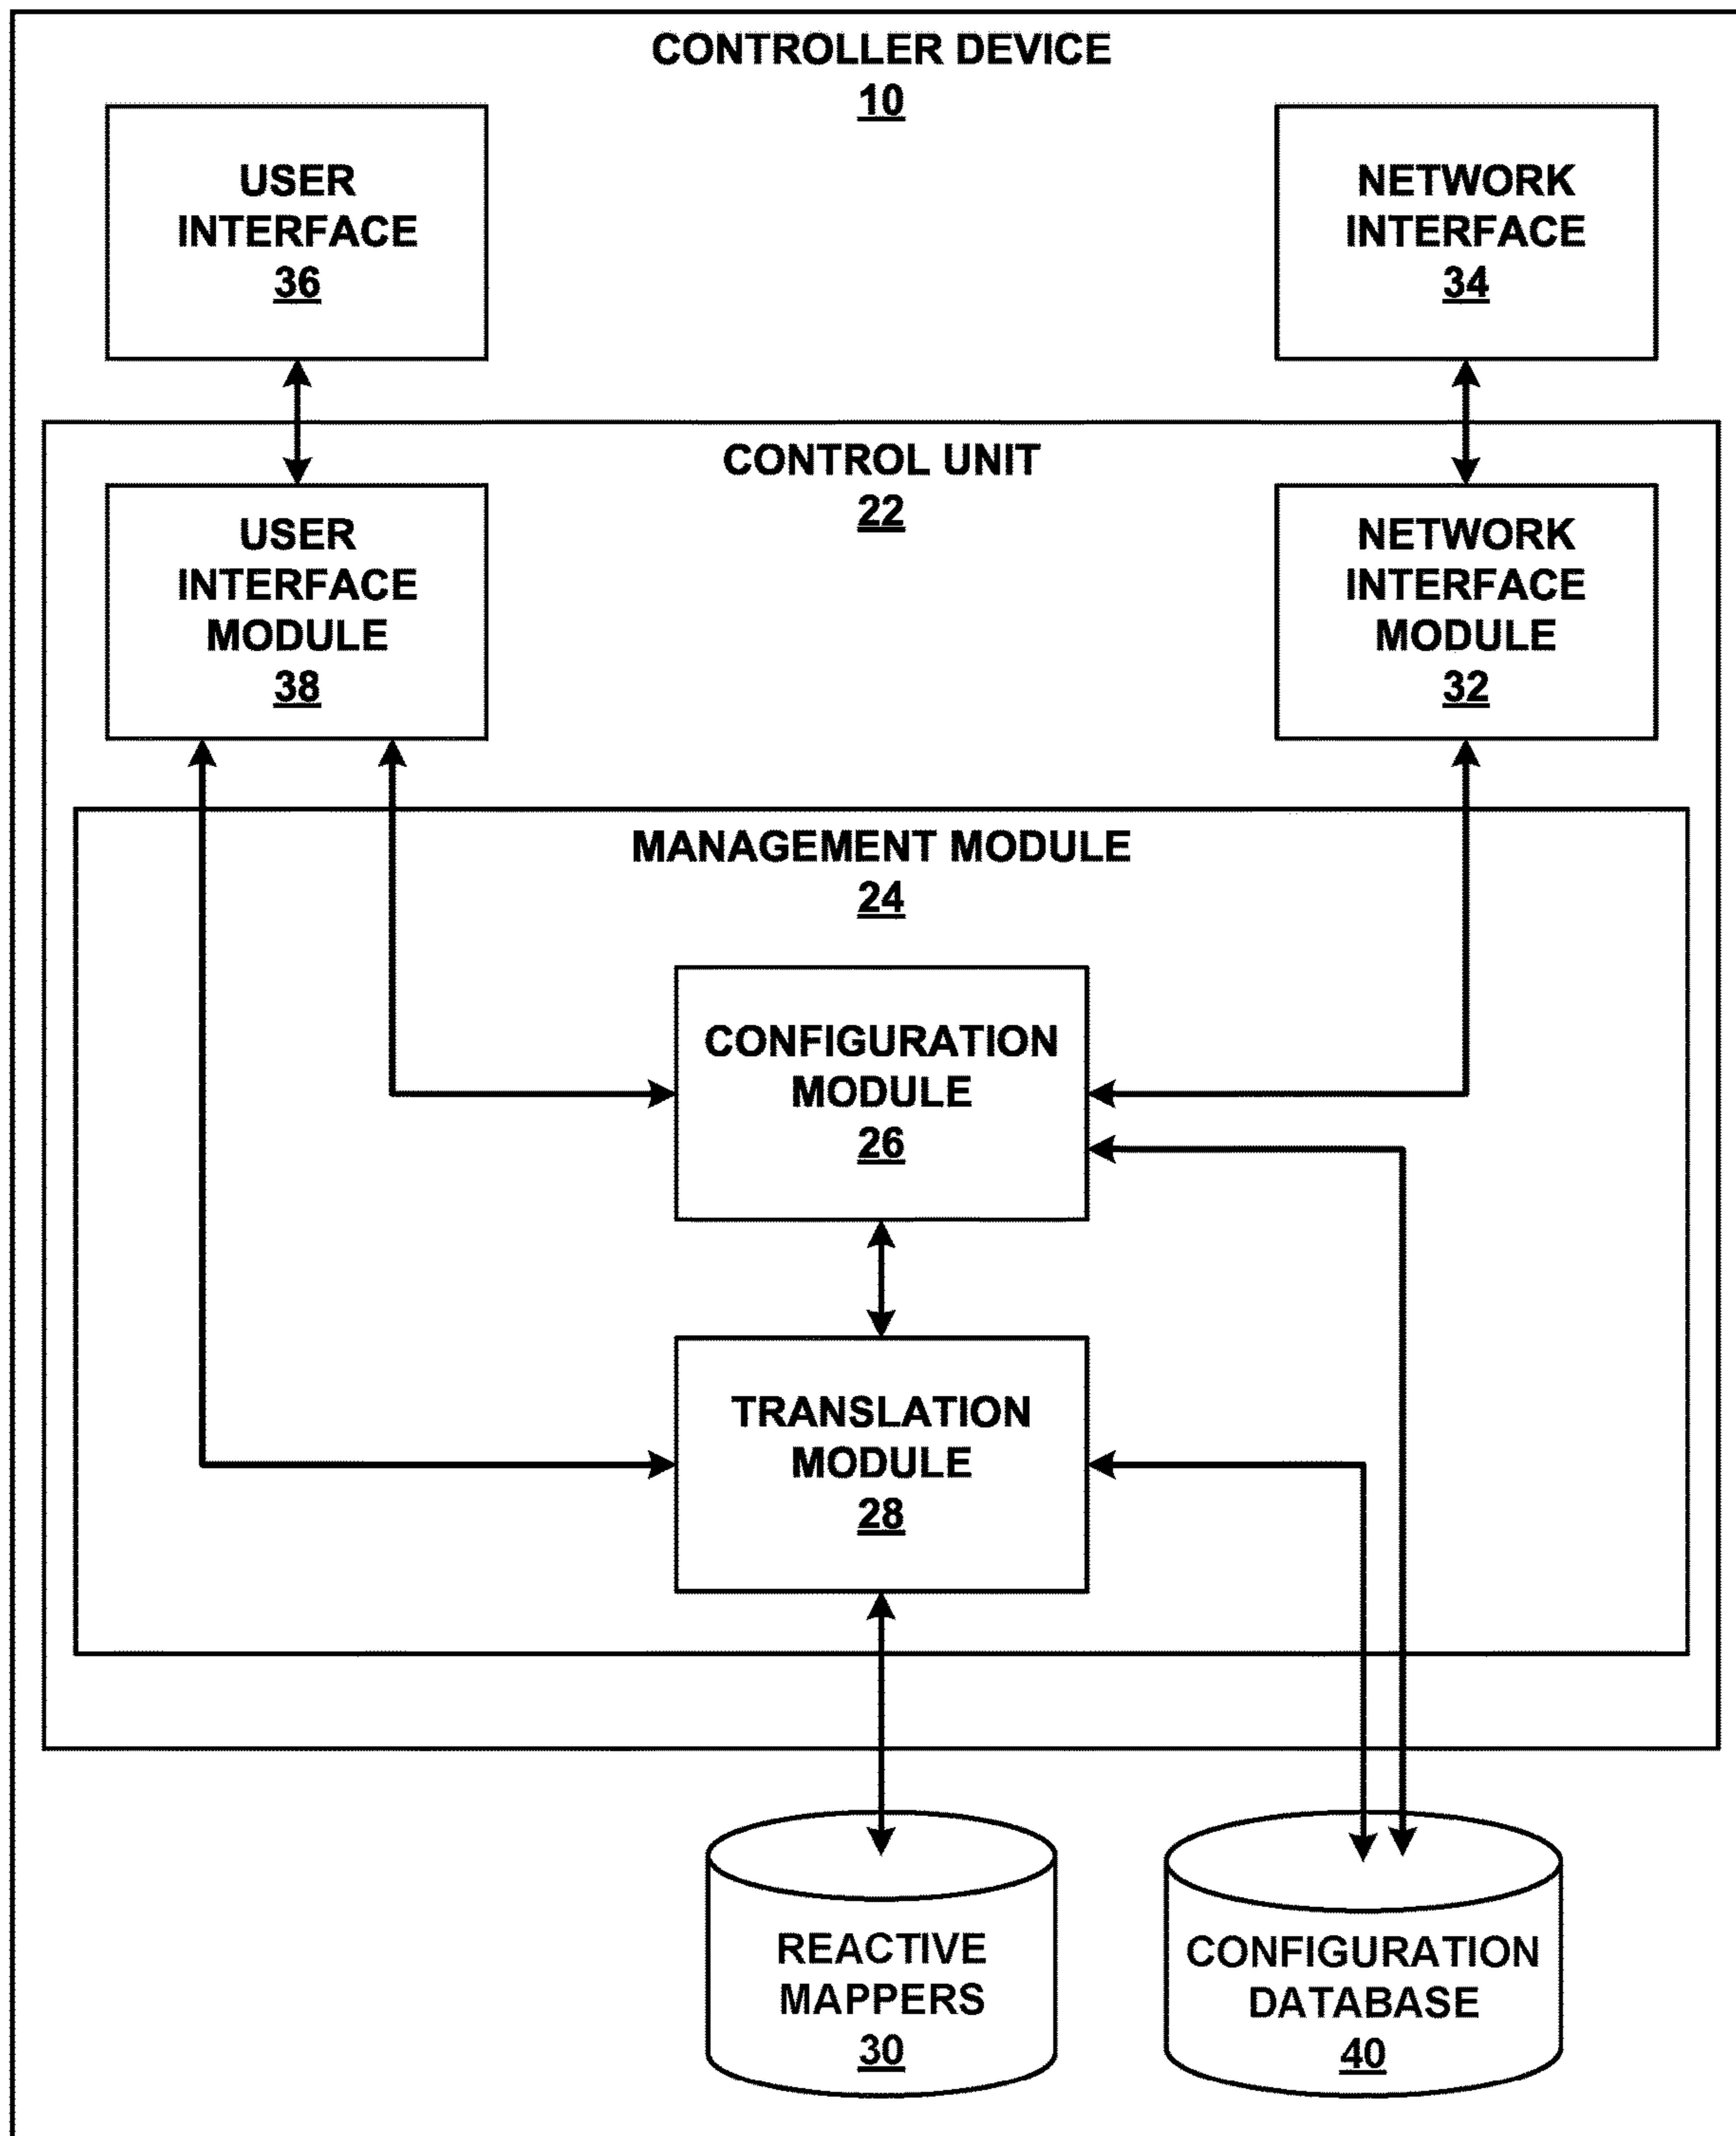 CONTROLLER DEVICE
10
USER
INTERFACE
36
NETWORK
INTERFACE
34
CONTROL UNIT
22
USER
INTERFACE
MODULE
38
NETWORK
INTERFACE
MODULE
32
MANAGEMENT MODULE
24
CONFIGURATION
MODULE
26
TRANSLATION
MODULE
28
REACTIVE
MAPPERS
30
CONFIGURATION
DATABASE
40